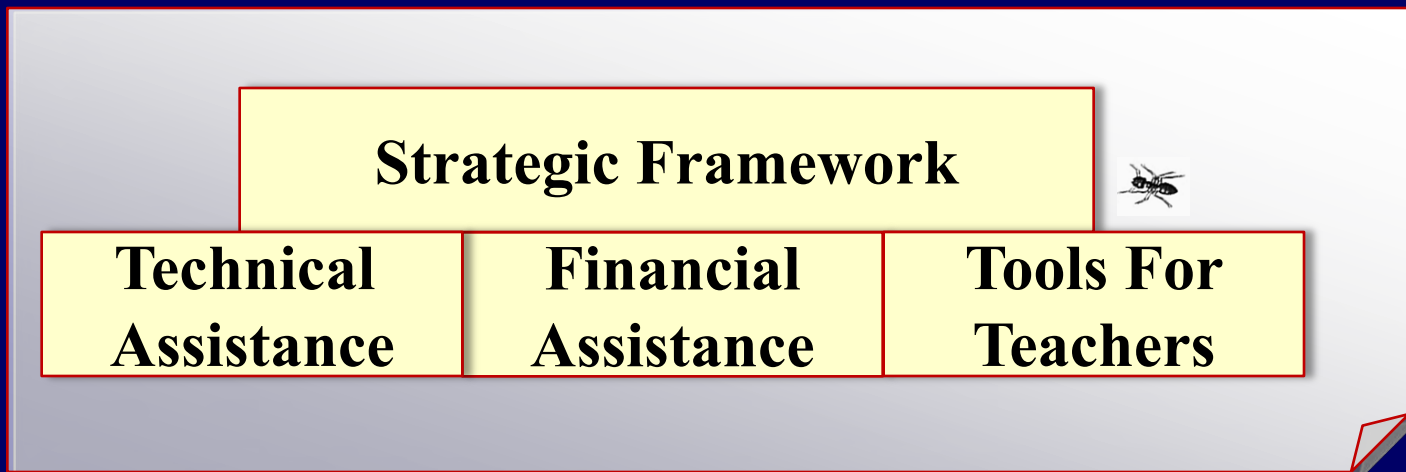 Strategic Framework
Technical
Assistance
Financial
Assistance
Tools For
Teachers